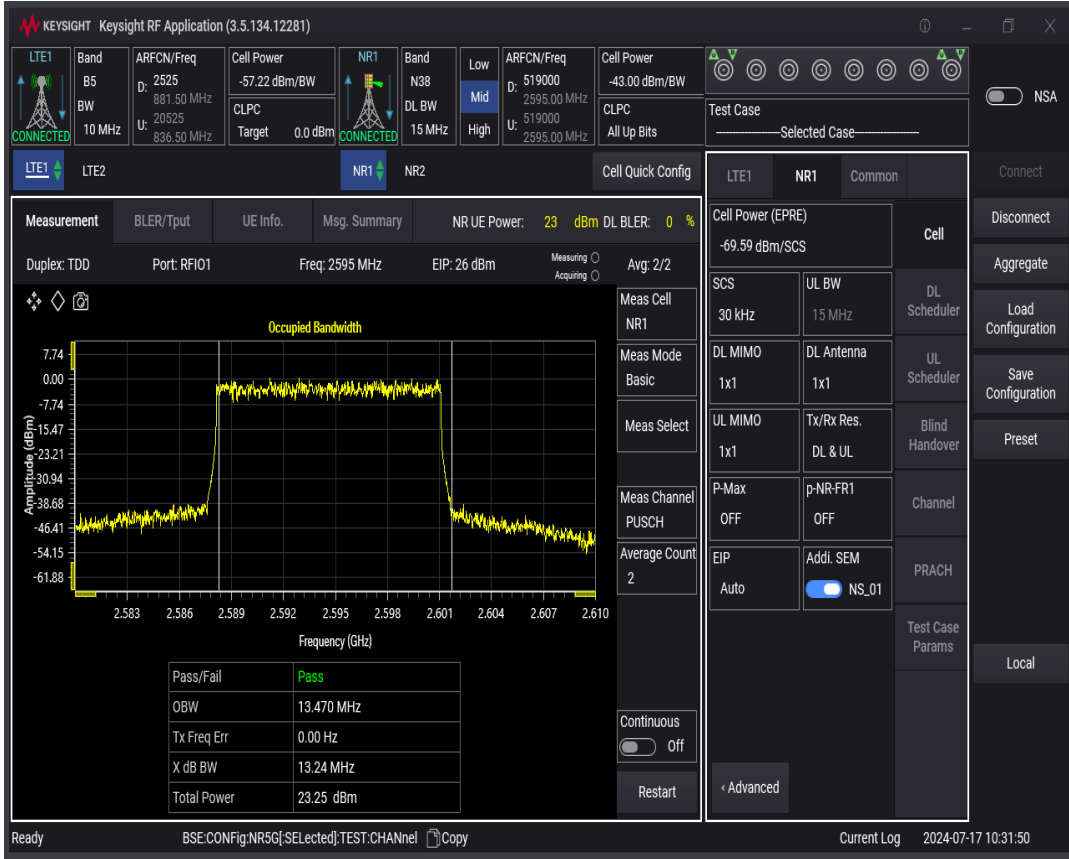 KEYSIGHT Keysight RF Application (3.5.134.12281)
LTE1
CONNECTED
Band
B5
BW
10 MHz
ARFCN/Freq
D: 2525
881.50 MHz
U: 20525
836.50 MHz
Cell Power
-57.22 dBm/BW
CLPC
Target 0.0 dBm
NR1
CONNECTED
Band
N38
DL BW
15 MHz
Low
Mid
High
ARFCN/Freq
D: 519000
2595.00 MHz
U: 519000
2595.00 MHz
Cell Power
-43.00 dBm/BW
CLPC
All Up Bits
Test Case
----------------Selected Case----------------
NSA
LTE1 LTE2 NR1 NR2 Cell Quick Config
Measurement BLER/Tput UE Info. Msg. Summary NR UE Power: 23 dBm DL BLER: 0 %
Duplex: TDD Port: RFIO1 Freq: 2595 MHz EIP: 26 dBm Measuring Acquiring Avg: 2/2
Occupied Bandwidth
Amplitude (dBm)
7.74
0.00
-7.74
-15.47
-23.21
-30.94
-38.68
-46.41
-54.15
-61.88
2.583 2.586 2.589 2.592 2.595 2.598 2.601 2.604 2.607 2.610
Frequency (GHz)
Pass/Fail Pass
OBW 13.470 MHz
Tx Freq Err 0.00 Hz
X dB BW 13.24 MHz
Total Power 23.25 dBm
Meas Cell
NR1
Meas Mode
Basic
Meas Select
Meas Channel
PUSCH
Average Count
2
Continuous
Off
Restart
LTE1 NR1 Common
Cell Power (EPRE)
-69.59 dBm/SCS
SCS
30 kHz
UL BW
15 MHz
DL MIMO
1x1
DL Antenna
1x1
UL MIMO
1x1
Tx/Rx Res.
DL & UL
P-Max
OFF
p-NR-FR1
OFF
EIP
Auto
Addi. SEM
NS_01
‹ Advanced
Cell
DL
Scheduler
UL
Scheduler
Blind
Handover
Channel
PRACH
Test Case
Params
Connect
Disconnect
Aggregate
Load
Configuration
Save
Configuration
Preset
Local
Ready BSE:CONFig:NR5G[:SELected]:TEST:CHANnel Copy Current Log 2024-07-17 10:31:50